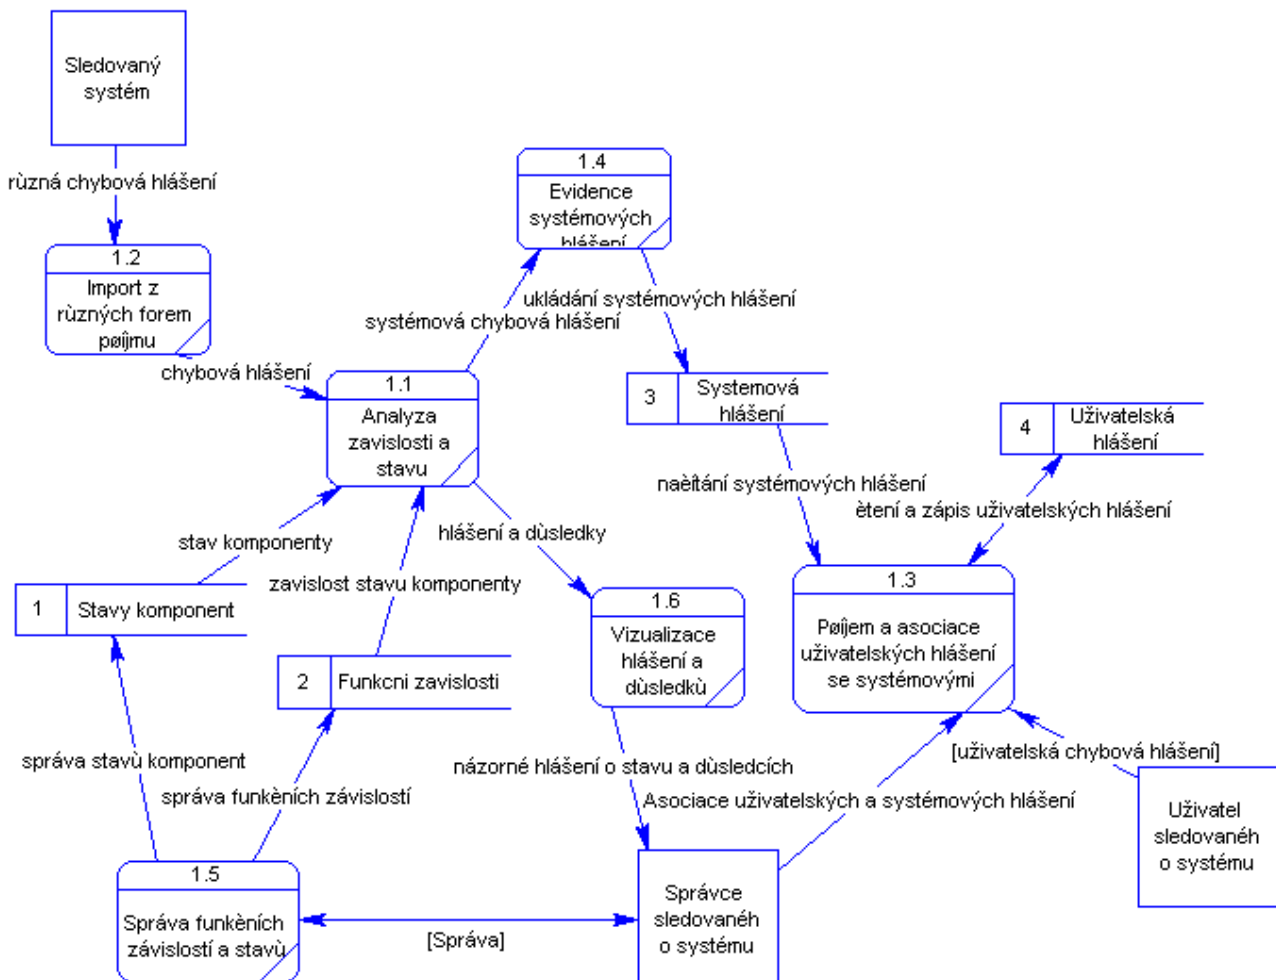 Sledovaný
systém
rùzná chybová hlášení
1.2
Import z
rùzných forem
pøíjmu
chybová hlášení
1.4
Evidence
systémových
hlášení
ukládání systémových hlášení
systémová chybová hlášení
1.1
Analyza
zavislosti a
stavu
3
Systemová
hlášení
4
Uživatelská
hlášení
naèítání systémových hlášení
ètení a zápis uživatelských hlášení
stav komponenty
hlášení a dùsledky
zavislost stavu komponenty
1
Stavy komponent
2
Funkcni zavislosti
1.6
Vizualizace
hlášení a
dùsledkù
1.3
Pøíjem a asociace
uživatelských hlášení
se systémovými
správa stavù komponent
správa funkèních závislostí
názorné hlášení o stavu a dùsledcích
[uživatelská chybová hlášení]
Asociace uživatelských a systémových hlášení
Uživatel
sledovanéh
o systému
1.5
Správa funkèních
závislostí a stavù
[Správa]
Správce
sledovanéh
o systému